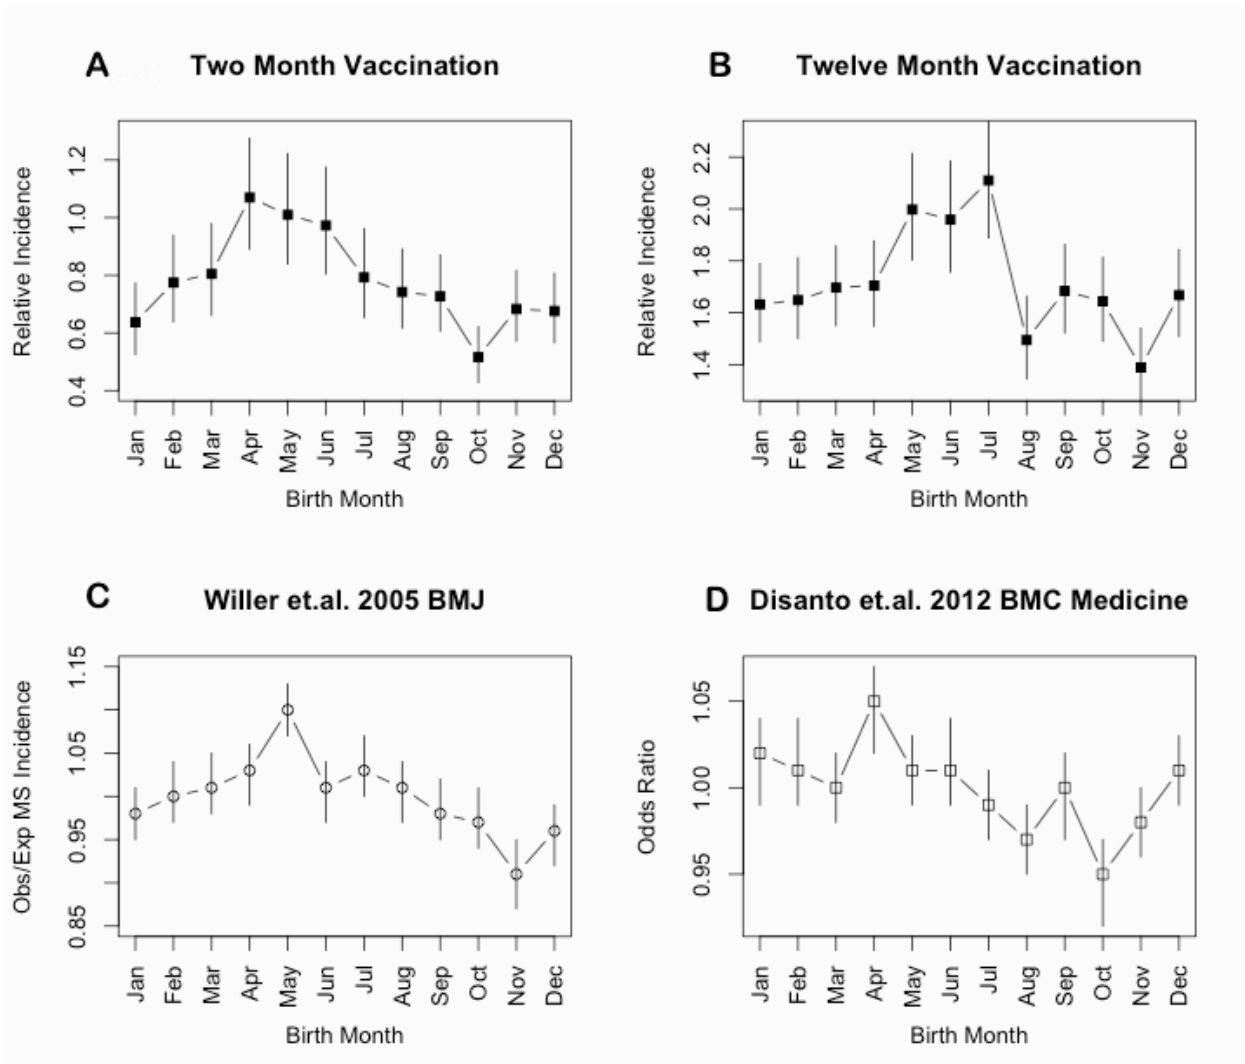 A Two Month Vaccination
Relative Incidence
1.2
1.0
0.8
0.6
0.4
Jan Feb Mar Apr May Jun Jul Aug Sep Oct Nov Dec
Birth Month
B Twelve Month Vaccination
Relative Incidence
2.2
2.0
1.8
1.6
1.4
Jan Feb Mar Apr May Jun Jul Aug Sep Oct Nov Dec
Birth Month
C Willer et.al. 2005 BMJ
Obs/Exp MS Incidence
1.15
1.05
0.95
0.85
Jan Feb Mar Apr May Jun Jul Aug Sep Oct Nov Dec
Birth Month
D Disanto et.al. 2012 BMC Medicine
Odds Ratio
1.05
1.00
0.95
Jan Feb Mar Apr May Jun Jul Aug Sep Oct Nov Dec
Birth Month